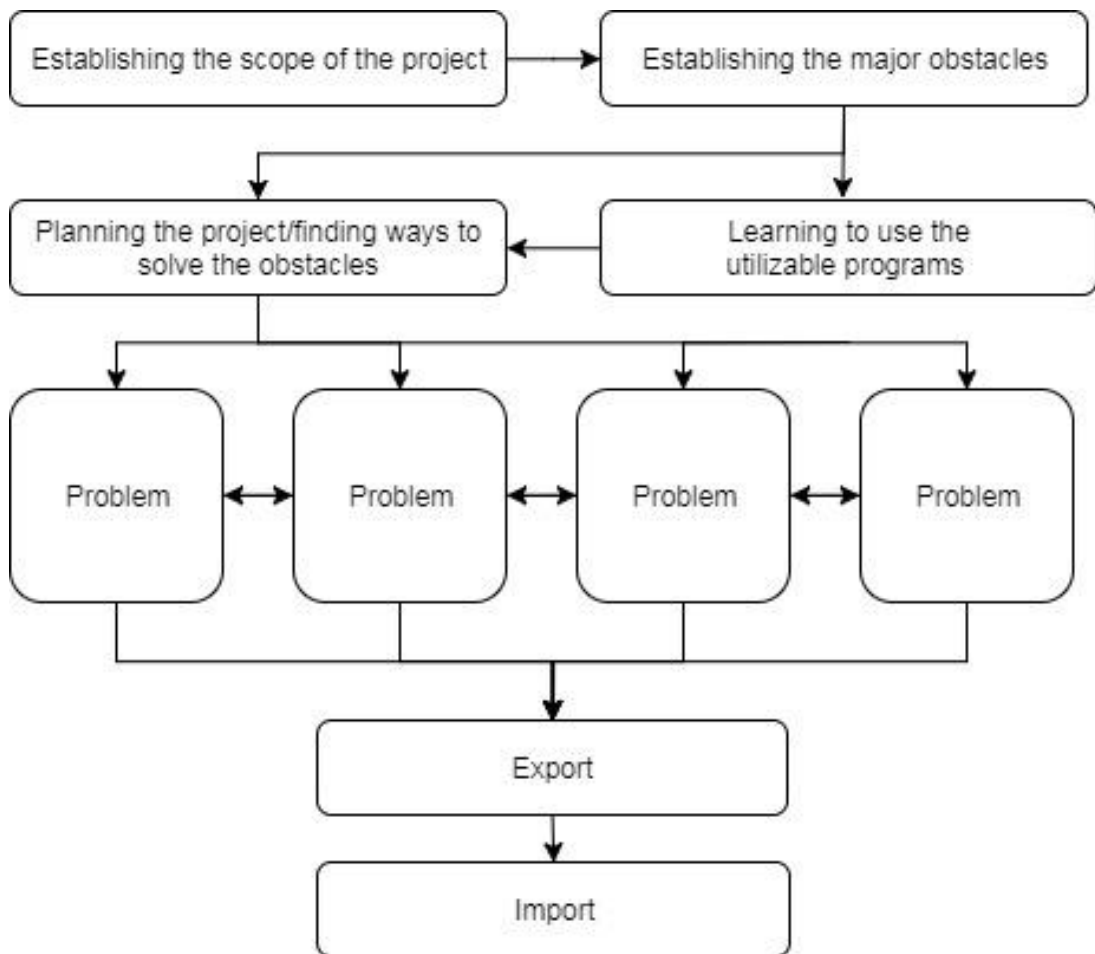 Establishing the scope of the project
Establishing the major obstacles
Planning the project/finding ways to
solve the obstacles
Learning to use the
utilizable programs
Problem
Problem
Problem
Problem
Export
Import